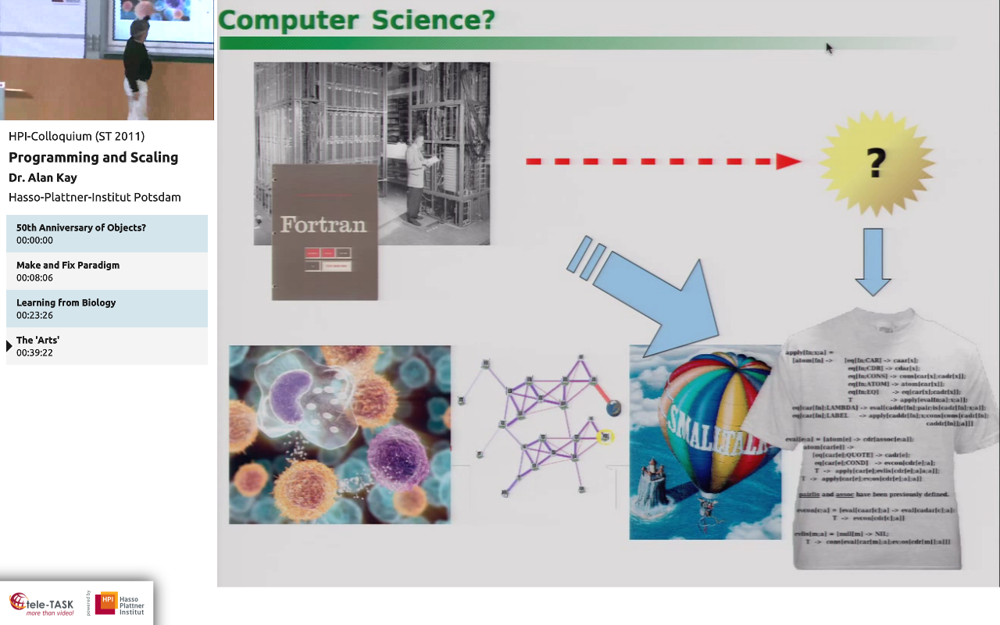 Computer Science?
HPI-Colloquium (ST 2011)
Programming and Scaling
Dr. Alan Kay
Hasso-Plattner-Institut Potsdam
50th Anniversary of Objects?
00:00:00
Make and Fix Paradigm
00:08:06
Learning from Biology
00:23:26
The 'Arts'
00:39:22
tele-TASK
more than video!
powered by
HPI
Hasso
Plattner
Institut
Fortran
?
SMALLTALK
apply[fn;x;a] =
[atom[fn] -> [eq[fn;CAR] -> caar[x];
eq[fn;CDR] -> cdar[x];
eq[fn;CONS] -> cons[car[x];cadr[x]];
eq[fn;ATOM] -> atom[car[x]];
eq[fn;EQ] -> eq[car[x];cadr[x]];
T -> apply[eval[fn;a];x;a]];
eq[car[fn];LAMBDA] -> eval[caddr[fn];pairlis[cadr[fn];x;a]];
eq[car[fn];LABEL -> apply[caddr[fn];x;cons[cons[cadr[fn];
caddr[fn]];a]]]
eval[e;a] = [atom[e] -> cdr[assoc[e;a]];
atom[car[e]] ->
[eq[car[e];QUOTE] -> cadr[e];
eq[car[e];COND] -> evcon[cdr[e];a];
T -> apply[car[e];evlis[cdr[e];a];a]];
T -> apply[car[e];evlis[cdr[e];a];a]]
pairlis and assoc have been previously defined.
evcon[c;a] = [eval[caar[c];a] -> eval[cadar[c];a];
T -> evcon[cdr[c];a]]
evlis[m;a] = [null[m] -> NIL;